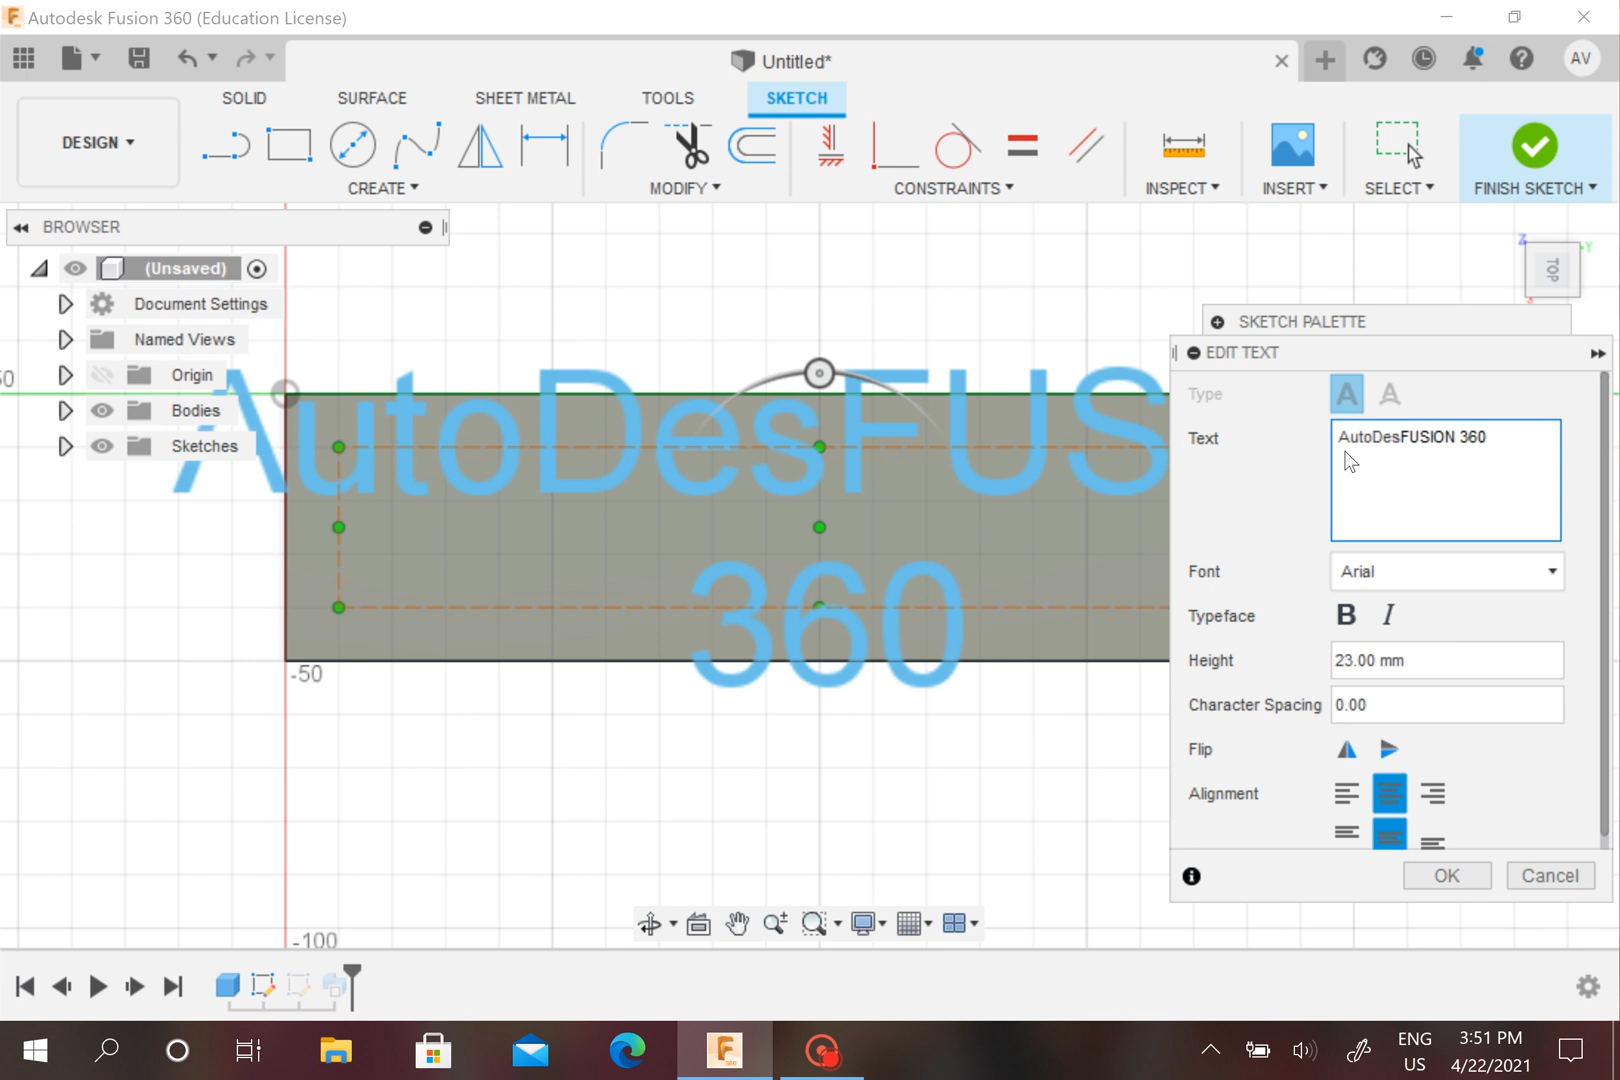 Autodesk Fusion 360 (Education License)
Untitled*
AV
SOLID
SURFACE
SHEET METAL
TOOLS
SKETCH
DESIGN
CREATE
MODIFY
CONSTRAINTS
INSPECT
INSERT
SELECT
FINISH SKETCH
BROWSER
(Unsaved)
Document Settings
Named Views
Origin
Bodies
Sketches
Z
Y
TOP
SKETCH PALETTE
EDIT TEXT
Type
Text
AutoDesFUSION 360
Font
Arial
Typeface
B I
Height
23.00 mm
Character Spacing
0.00
Flip
Alignment
OK
Cancel
AutoDesFUS
360
-50
-100
ENG
US
3:51 PM
4/22/2021